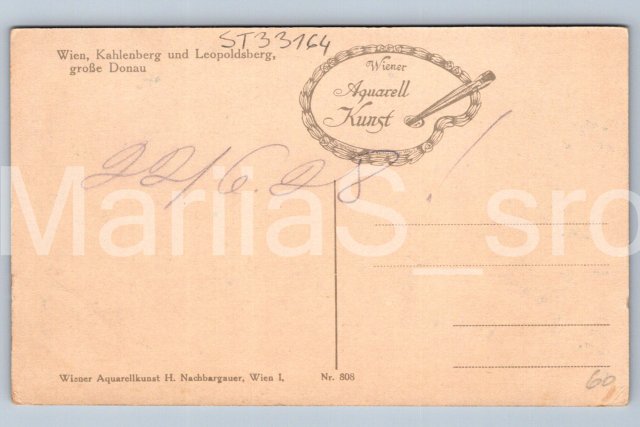 ST33164
Wien, Kahlenberg und Leopoldsberg,
große Donau
Wiener
Aquarell
Kunst
22/6.28. !
MariiaS_sro
Wiener Aquarellkunst H. Nachbargauer, Wien I.
Nr. 808
60